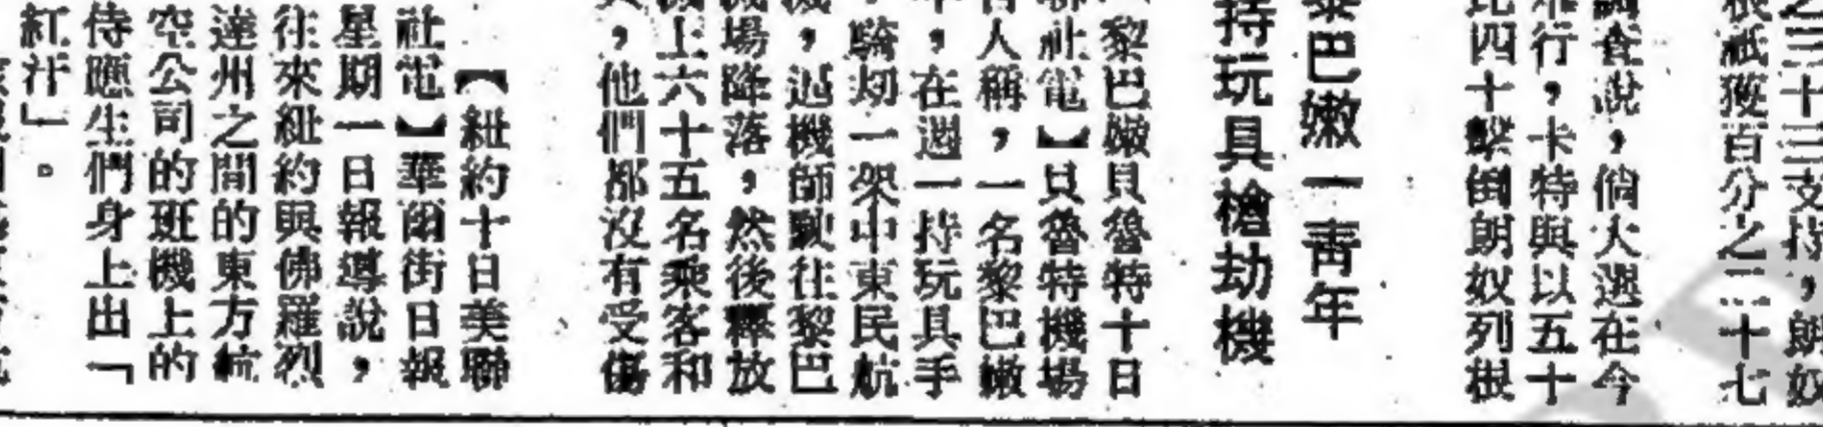 之三十三支持，朗奴
根祇獲百分之二十七
調查說，倘大選在今
行，卡特與以五十
比四十擊倒朗奴列根
黎巴嫩一青年
持玩具槍劫機
黎巴嫩貝魯特十日
聯社電】貝魯特機場
人稱，一名黎巴嫩
，在週一持玩具手
，騎刧一架中東民航
，迫機師駛往黎巴
機場降落，然後釋放
機上六十五名乘客和
，他們都沒有受傷
【紐約十日美聯
社電】華爾街日報
星期一日報導說，
往來紐約與佛羅烈
達州之間的東方航
空公司的班機上的
侍應生們身上出「
紅汗」。